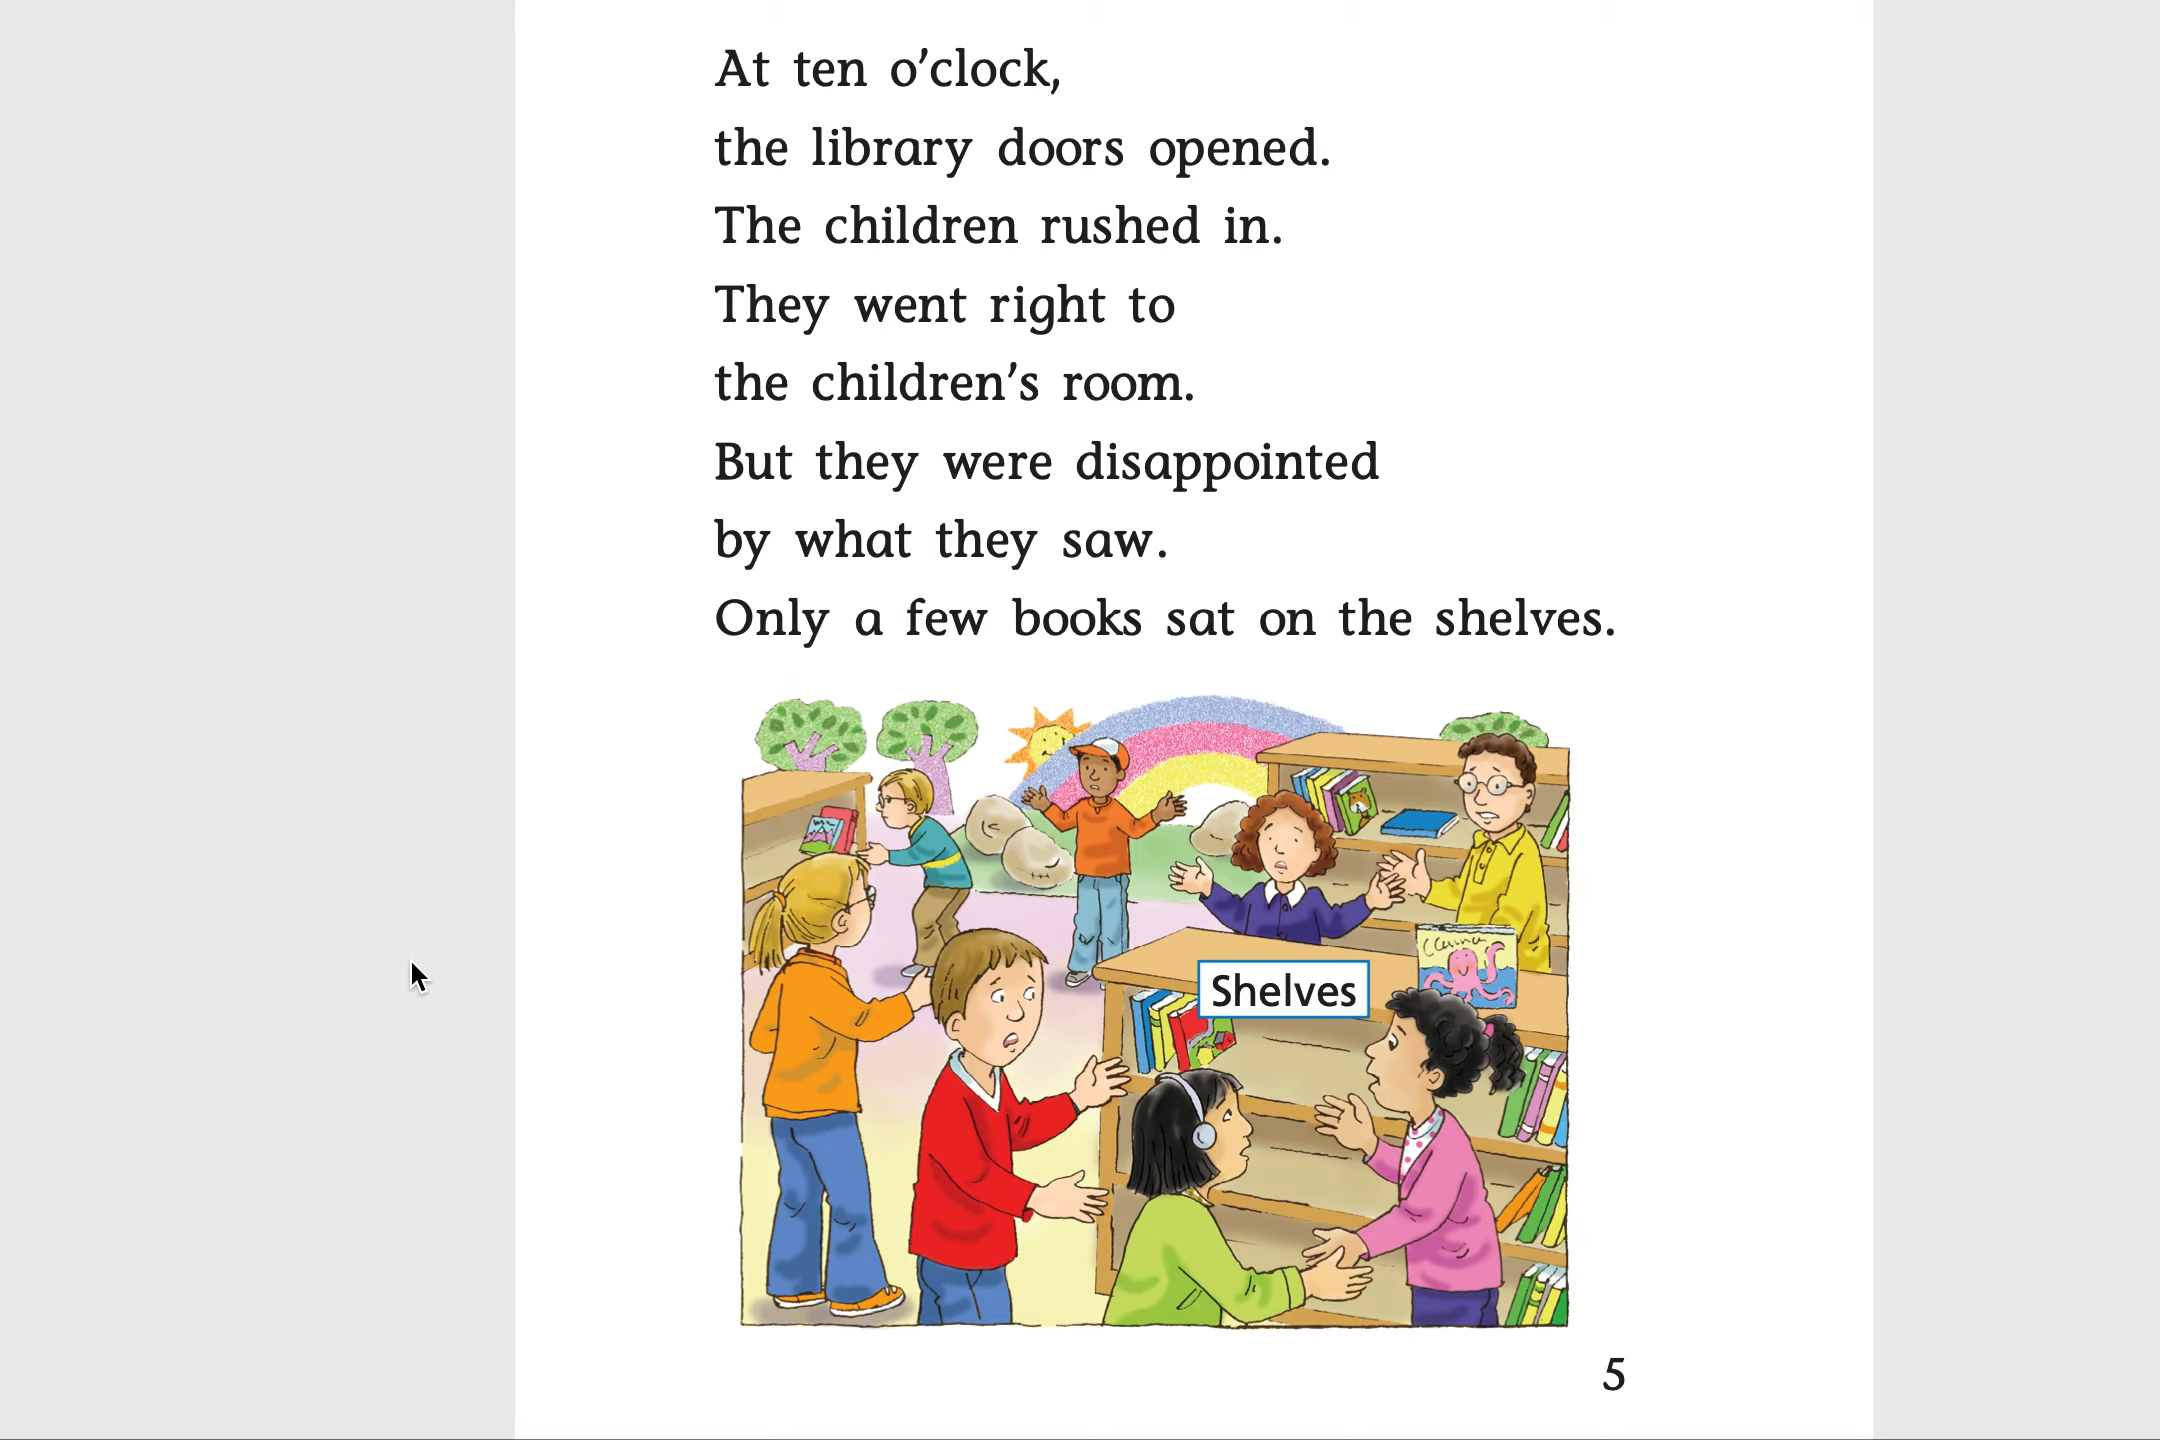 At ten o’clock,
the library doors opened.
The children rushed in.
They went right to
the children’s room.
But they were disappointed
by what they saw.
Only a few books sat on the shelves.
Shelves
5